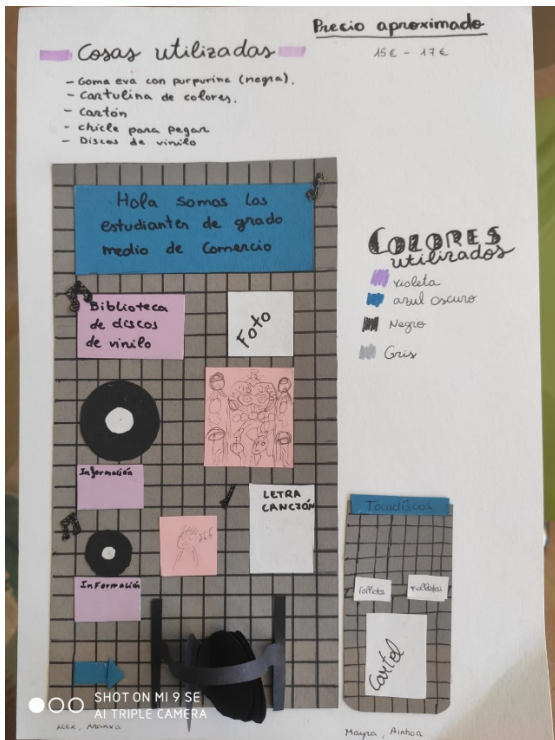 Precio aproximado
15€ - 17€
Cosas utilizadas
- Goma eva con purpurina (negra).
- Cartulina de colores.
- Cartón
- chicle para pegar
- Discos de vinilo
Hola somos los
estudiantes de grado
medio de Comercio
COLORES
utilizados
violeta
azul oscuro
Negro
Gris
Biblioteca
de discos
de vinilo
Foto
Información
LETRA
CANCIÓN
Información
Tocadiscos
folletos
folletos
Cartel
SHOT ON MI 9 SE
AI TRIPLE CAMERA
Mayra, Ainhoa